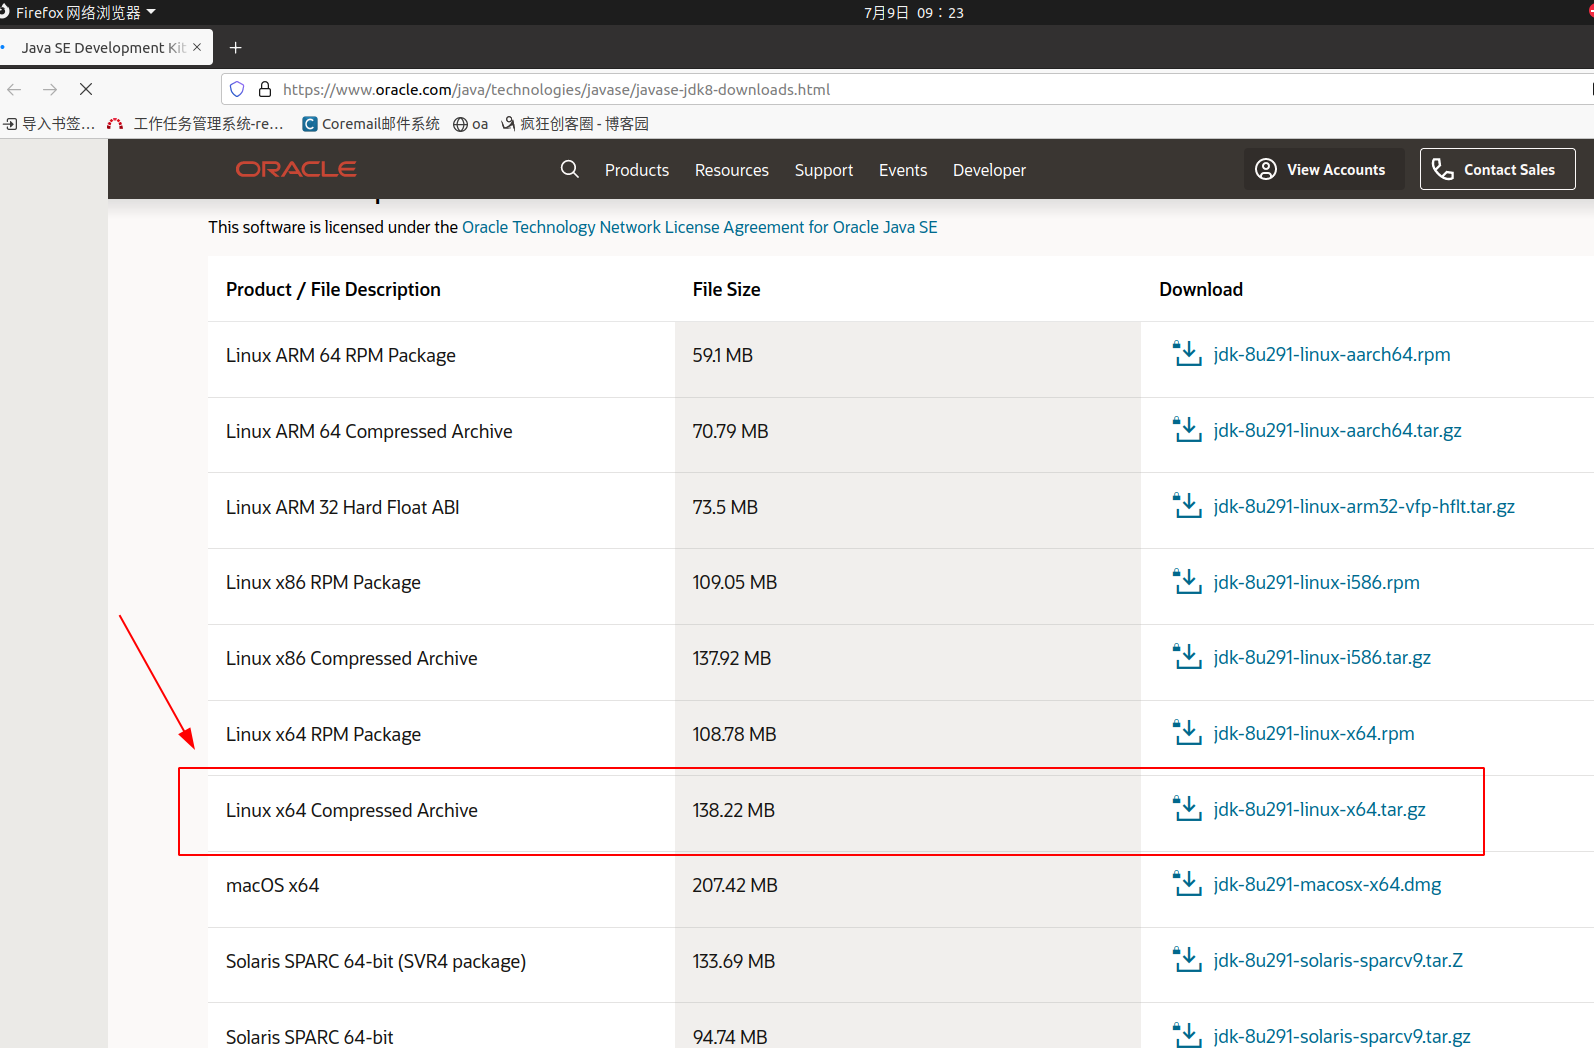 Firefox 网络浏览器
7月9日 09：23
Java SE Development Kit
https://www.oracle.com/java/technologies/javase/javase-jdk8-downloads.html
导入书签… 工作任务管理系统-re… Coremail邮件系统 oa 疯狂创客圈 - 博客园
ORACLE Products Resources Support Events Developer View Accounts Contact Sales
This software is licensed under the Oracle Technology Network License Agreement for Oracle Java SE
Product / File Description File Size Download
Linux ARM 64 RPM Package 59.1 MB jdk-8u291-linux-aarch64.rpm
Linux ARM 64 Compressed Archive 70.79 MB jdk-8u291-linux-aarch64.tar.gz
Linux ARM 32 Hard Float ABI 73.5 MB jdk-8u291-linux-arm32-vfp-hflt.tar.gz
Linux x86 RPM Package 109.05 MB jdk-8u291-linux-i586.rpm
Linux x86 Compressed Archive 137.92 MB jdk-8u291-linux-i586.tar.gz
Linux x64 RPM Package 108.78 MB jdk-8u291-linux-x64.rpm
Linux x64 Compressed Archive 138.22 MB jdk-8u291-linux-x64.tar.gz
macOS x64 207.42 MB jdk-8u291-macosx-x64.dmg
Solaris SPARC 64-bit (SVR4 package) 133.69 MB jdk-8u291-solaris-sparcv9.tar.Z
Solaris SPARC 64-bit 94.74 MB jdk-8u291-solaris-sparcv9.tar.gz